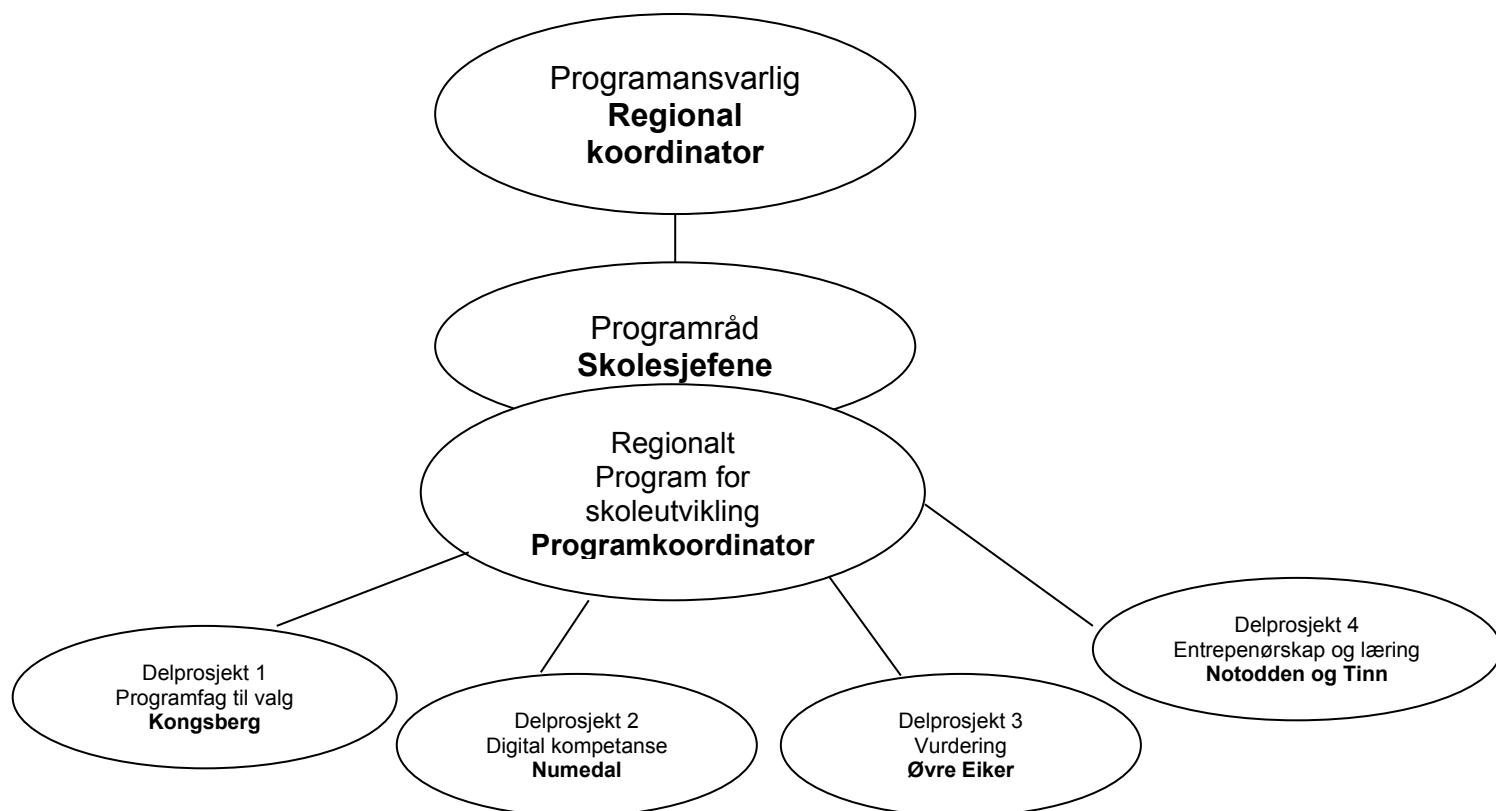 Programansvarlig
Regional
koordinator
Programråd
Skolesjefene
Regionalt
Program for
skoleutvikling
Programkoordinator
Delprosjekt 1
Programfag til valg
Kongsberg
Delprosjekt 2
Digital kompetanse
Numedal
Delprosjekt 3
Vurdering
Øvre Eiker
Delprosjekt 4
Entrepenørskap og læring
Notodden og Tinn